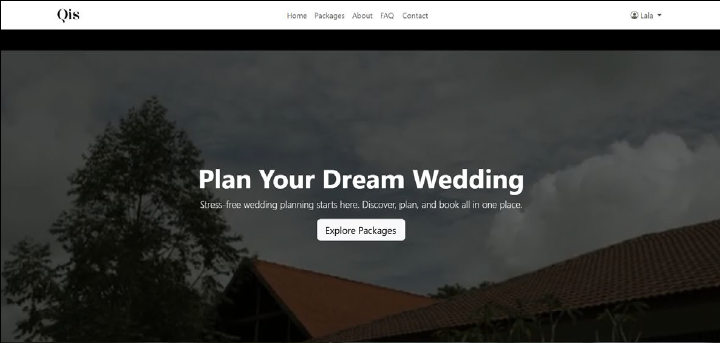 Qis
Home Packages About FAQ Contact
Lala
Plan Your Dream Wedding
Stress-free wedding planning starts here. Discover, plan, and book all in one place.
Explore Packages